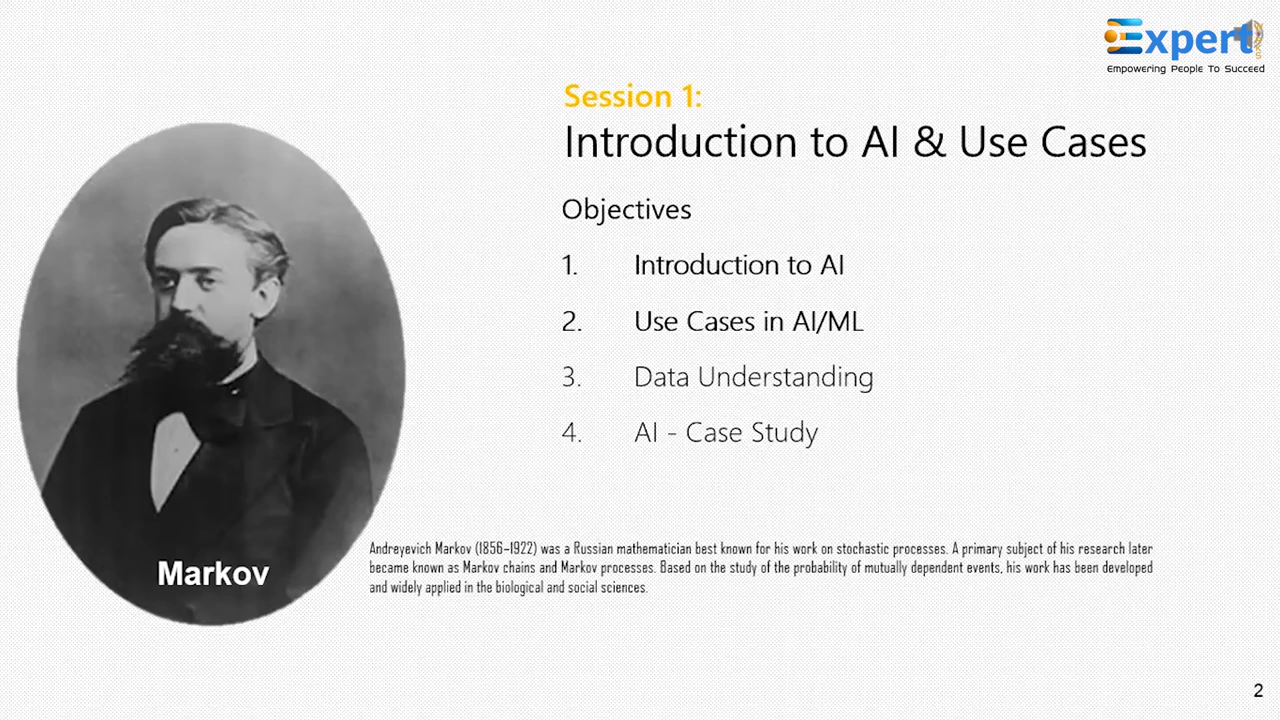 Expert
Empowering People To Succeed
Session 1:
Introduction to AI & Use Cases
Objectives
1. Introduction to AI
2. Use Cases in AI/ML
3. Data Understanding
4. AI - Case Study
Markov
Andreyevich Markov (1856–1922) was a Russian mathematician best known for his work on stochastic processes. A primary subject of his research later
became known as Markov chains and Markov processes. Based on the study of the probability of mutually dependent events, his work has been developed
and widely applied in the biological and social sciences.
2